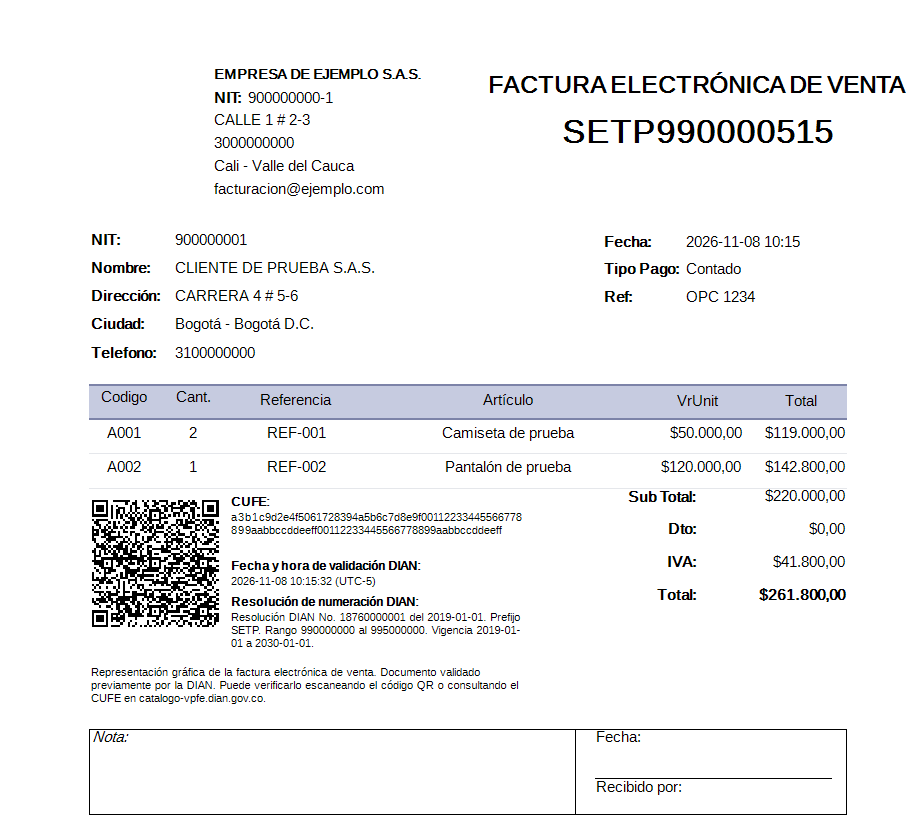 EMPRESA DE EJEMPLO S.A.S.
NIT: 900000000-1
CALLE 1 # 2-3
3000000000
Cali - Valle del Cauca
facturacion@ejemplo.com
FACTURA ELECTRÓNICA DE VENTA
SETP990000515
NIT: 900000001
Nombre: CLIENTE DE PRUEBA S.A.S.
Dirección: CARRERA 4 # 5-6
Ciudad: Bogotá - Bogotá D.C.
Telefono: 3100000000
Fecha: 2026-11-08 10:15
Tipo Pago: Contado
Ref: OPC 1234
Codigo Cant. Referencia Artículo VrUnit Total
A001 2 REF-001 Camiseta de prueba $50.000,00 $119.000,00
A002 1 REF-002 Pantalón de prueba $120.000,00 $142.800,00
CUFE:
a3b1c9d2e4f5061728394a5b6c7d8e9f00112233445566778
899aabbccddeeff00112233445566778899aabbccddeeff
Fecha y hora de validación DIAN:
2026-11-08 10:15:32 (UTC-5)
Resolución de numeración DIAN:
Resolución DIAN No. 18760000001 del 2019-01-01. Prefijo
SETP. Rango 990000000 al 995000000. Vigencia 2019-01-
01 a 2030-01-01.
Sub Total: $220.000,00
Dto: $0,00
IVA: $41.800,00
Total: $261.800,00
Representación gráfica de la factura electrónica de venta. Documento validado
previamente por la DIAN. Puede verificarlo escaneando el código QR o consultando el
CUFE en catalogo-vpfe.dian.gov.co.
Nota:
Fecha:
Recibido por: